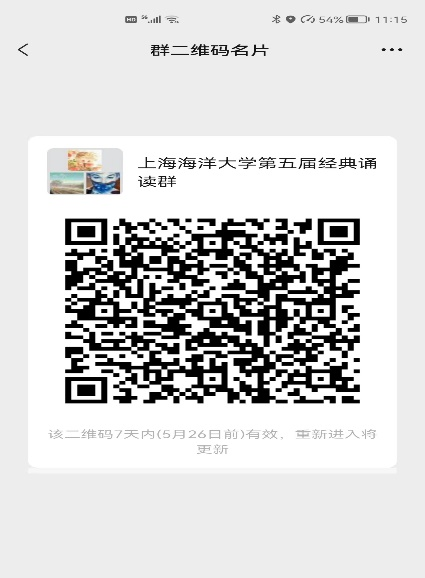 54% 11:15
群二维码名片
上海海洋大学第五届经典诵
读群
该二维码7天内(5月26日前)有效，重新进入将
更新